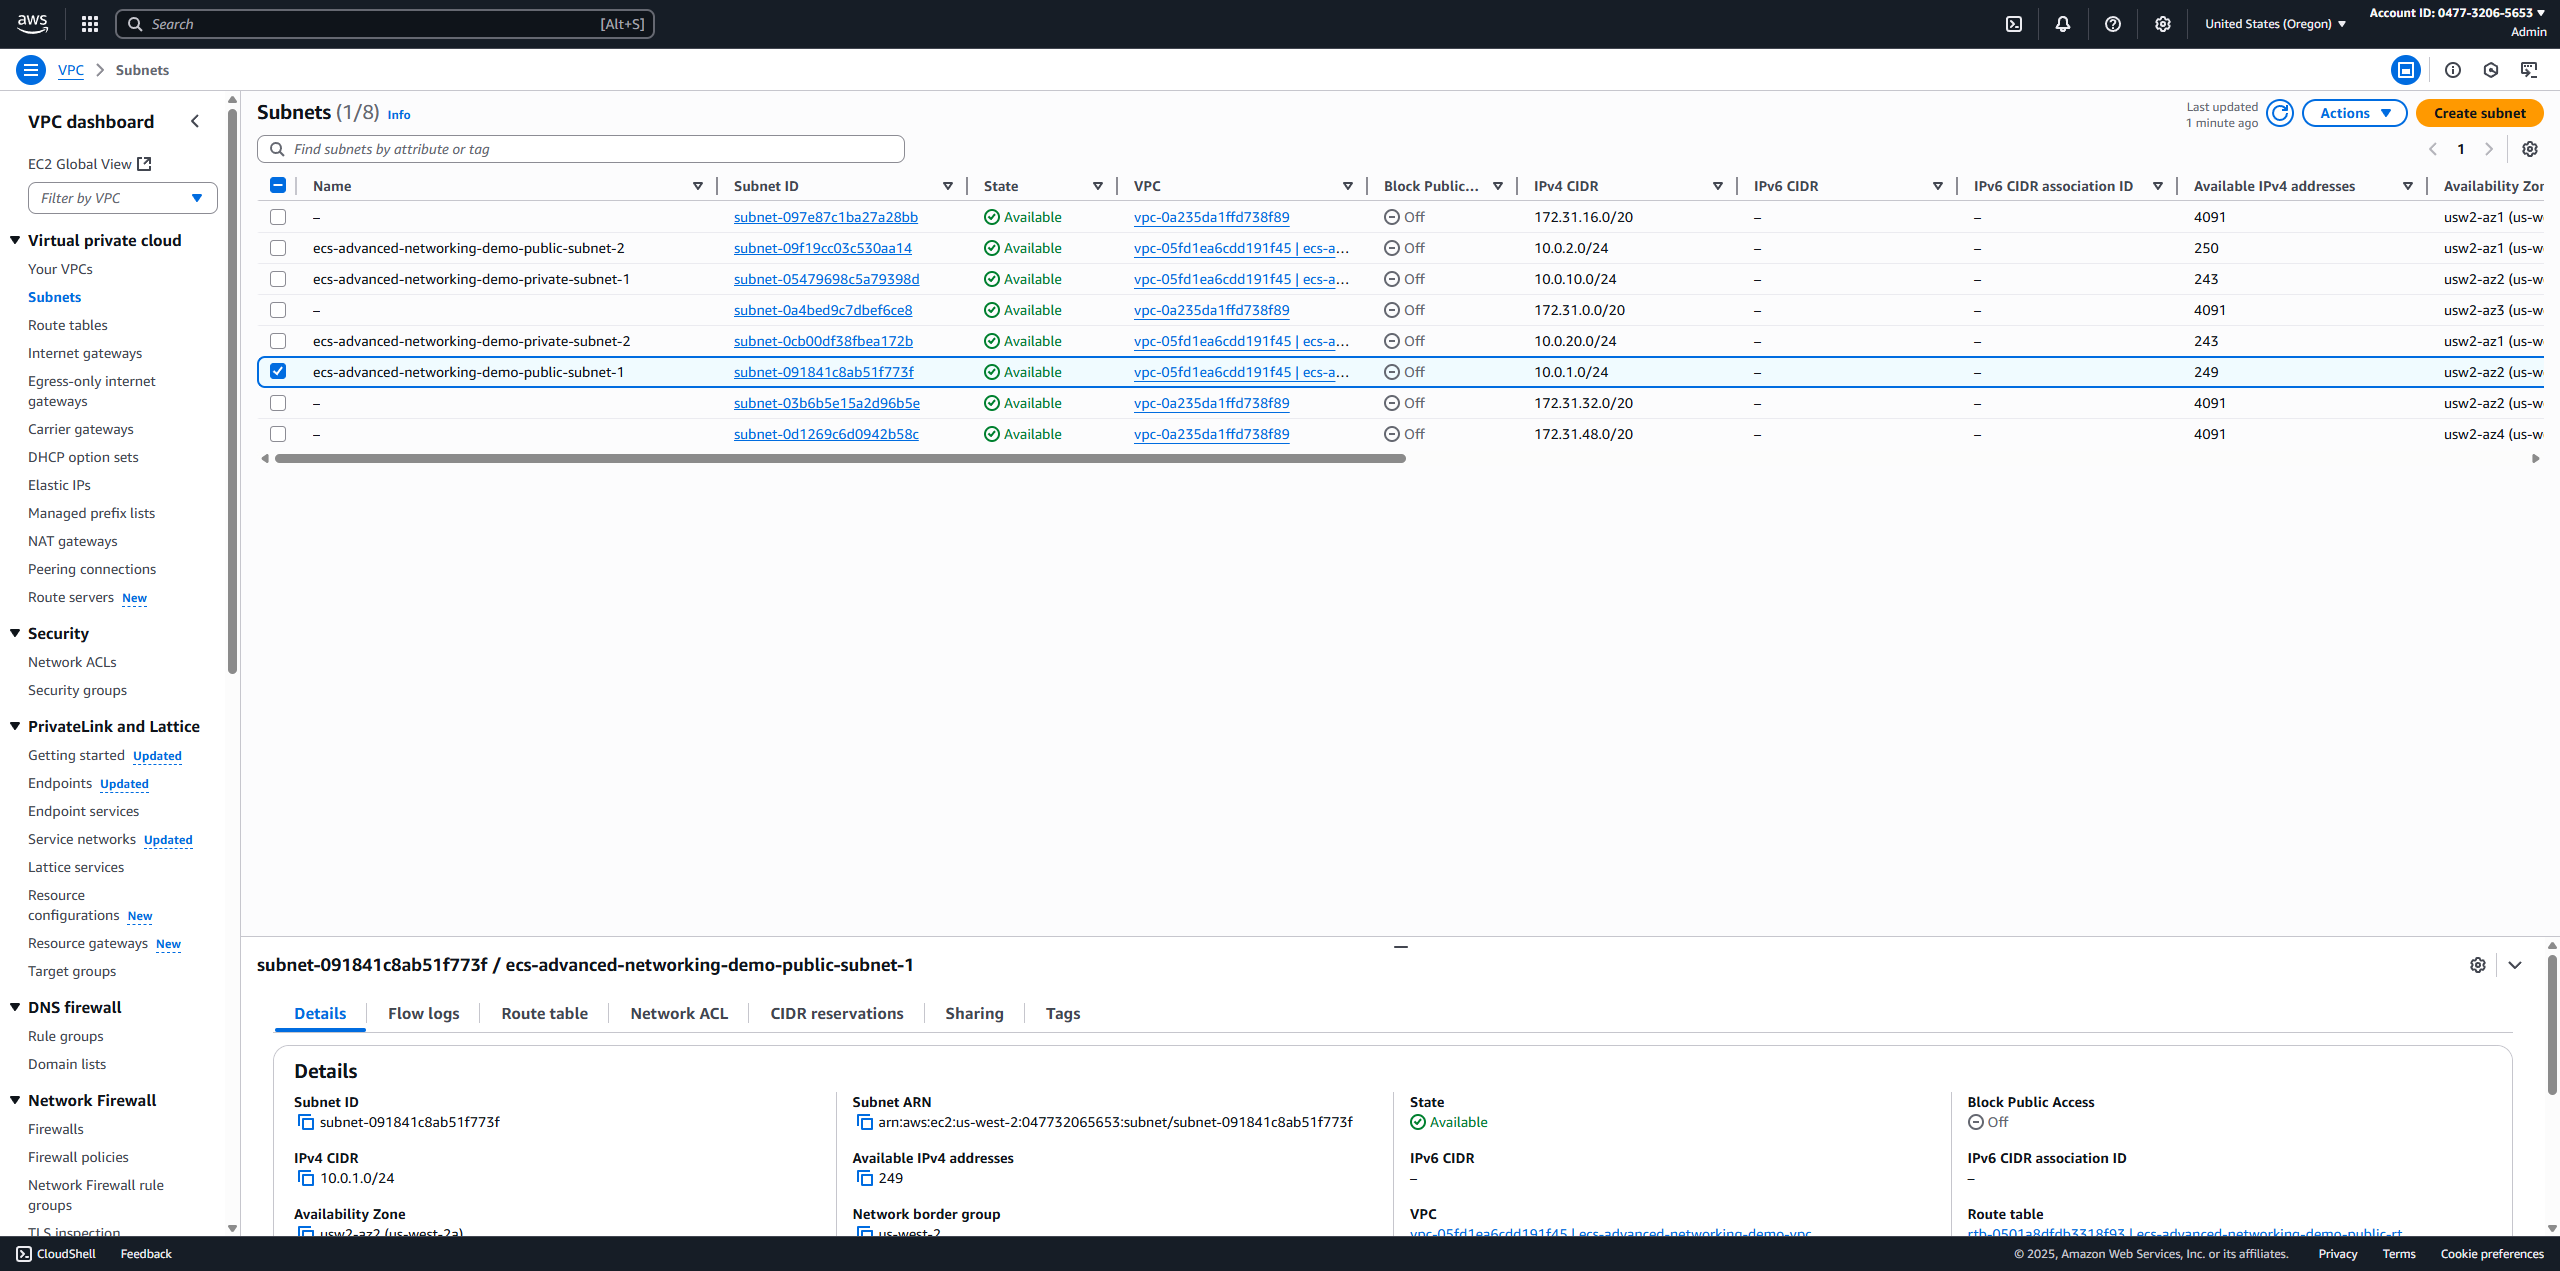 aws
Search
[Alt+S]
United States (Oregon)
Account ID: 0477-3206-5653
Admin
VPC
Subnets
VPC dashboard
EC2 Global View
Filter by VPC
Virtual private cloud
Your VPCs
Subnets
Route tables
Internet gateways
Egress-only internet
gateways
Carrier gateways
DHCP option sets
Elastic IPs
Managed prefix lists
NAT gateways
Peering connections
Route servers New
Security
Network ACLs
Security groups
PrivateLink and Lattice
Getting started Updated
Endpoints Updated
Endpoint services
Service networks Updated
Lattice services
Resource
configurations New
Resource gateways New
Target groups
DNS firewall
Rule groups
Domain lists
Network Firewall
Firewalls
Firewall policies
Network Firewall rule
groups
TLS inspection
Subnets (1/8) Info
Last updated
1 minute ago
Actions
Create subnet
Find subnets by attribute or tag
1
Name Subnet ID State VPC Block Public... IPv4 CIDR IPv6 CIDR IPv6 CIDR association ID Available IPv4 addresses Availability Zor
– subnet-097e87c1ba27a28bb Available vpc-0a235da1ffd738f89 Off 172.31.16.0/20 – – 4091 usw2-az1 (us-w
ecs-advanced-networking-demo-public-subnet-2 subnet-09f19cc03c530aa14 Available vpc-05fd1ea6cdd191f45 | ecs-a... Off 10.0.2.0/24 – – 250 usw2-az1 (us-w
ecs-advanced-networking-demo-private-subnet-1 subnet-05479698c5a79398d Available vpc-05fd1ea6cdd191f45 | ecs-a... Off 10.0.10.0/24 – – 243 usw2-az2 (us-w
– subnet-0a4bed9c7dbef6ce8 Available vpc-0a235da1ffd738f89 Off 172.31.0.0/20 – – 4091 usw2-az3 (us-w
ecs-advanced-networking-demo-private-subnet-2 subnet-0cb00df38fbea172b Available vpc-05fd1ea6cdd191f45 | ecs-a... Off 10.0.20.0/24 – – 243 usw2-az1 (us-w
ecs-advanced-networking-demo-public-subnet-1 subnet-091841c8ab51f773f Available vpc-05fd1ea6cdd191f45 | ecs-a... Off 10.0.1.0/24 – – 249 usw2-az2 (us-w
– subnet-03b6b5e15a2d96b5e Available vpc-0a235da1ffd738f89 Off 172.31.32.0/20 – – 4091 usw2-az2 (us-w
– subnet-0d1269c6d0942b58c Available vpc-0a235da1ffd738f89 Off 172.31.48.0/20 – – 4091 usw2-az4 (us-w
subnet-091841c8ab51f773f / ecs-advanced-networking-demo-public-subnet-1
Details Flow logs Route table Network ACL CIDR reservations Sharing Tags
Details
Subnet ID
subnet-091841c8ab51f773f
Subnet ARN
arn:aws:ec2:us-west-2:047732065653:subnet/subnet-091841c8ab51f773f
State
Available
Block Public Access
Off
IPv4 CIDR
10.0.1.0/24
Available IPv4 addresses
249
IPv6 CIDR
–
IPv6 CIDR association ID
–
Availability Zone
usw2-az2 (us-west-2a)
Network border group
us-west-2
VPC
vpc-05fd1ea6cdd191f45 | ecs-advanced-networking-demo-vpc
Route table
rtb-0501a8dfdb3318f93 | ecs-advanced-networking-demo-public-rt
CloudShell Feedback
© 2025, Amazon Web Services, Inc. or its affiliates. Privacy Terms Cookie preferences